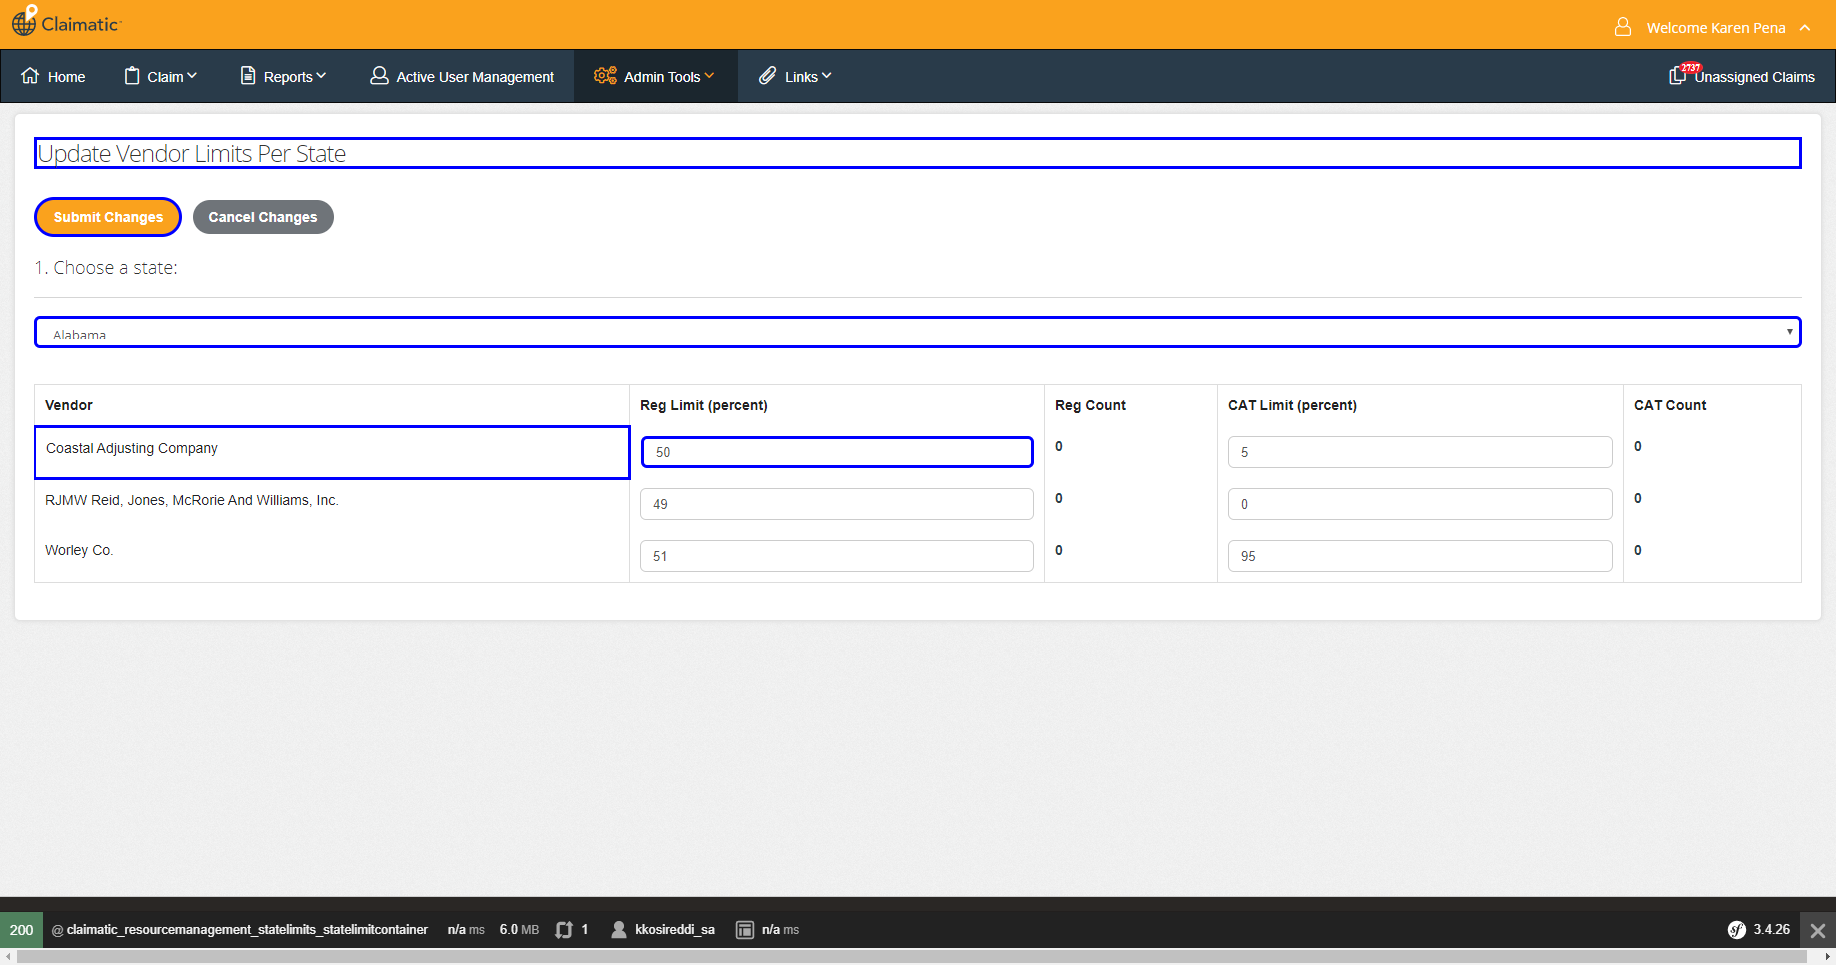 Claimatic
Welcome Karen Pena
Home
Claim
Reports
Active User Management
Admin Tools
Links
2737
Unassigned Claims
Update Vendor Limits Per State
Submit Changes
Cancel Changes
1. Choose a state:
Alabama
Vendor Reg Limit (percent) Reg Count CAT Limit (percent) CAT Count
Coastal Adjusting Company 50 0 5 0
RJMW Reid, Jones, McRorie And Williams, Inc. 49 0 0 0
Worley Co. 51 0 95 0
200 @ claimatic_resourcemanagement_statelimits_statelimitcontainer n/a ms 6.0 MB 1 kkosireddi_sa n/a ms sf 3.4.26